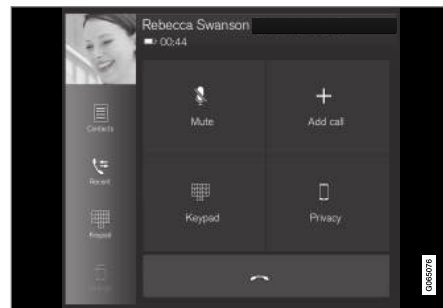 Rebecca Swanson
00:44
Contacts
Mute
Add call
Recent
Keypad
Keypad
Privacy
G065076